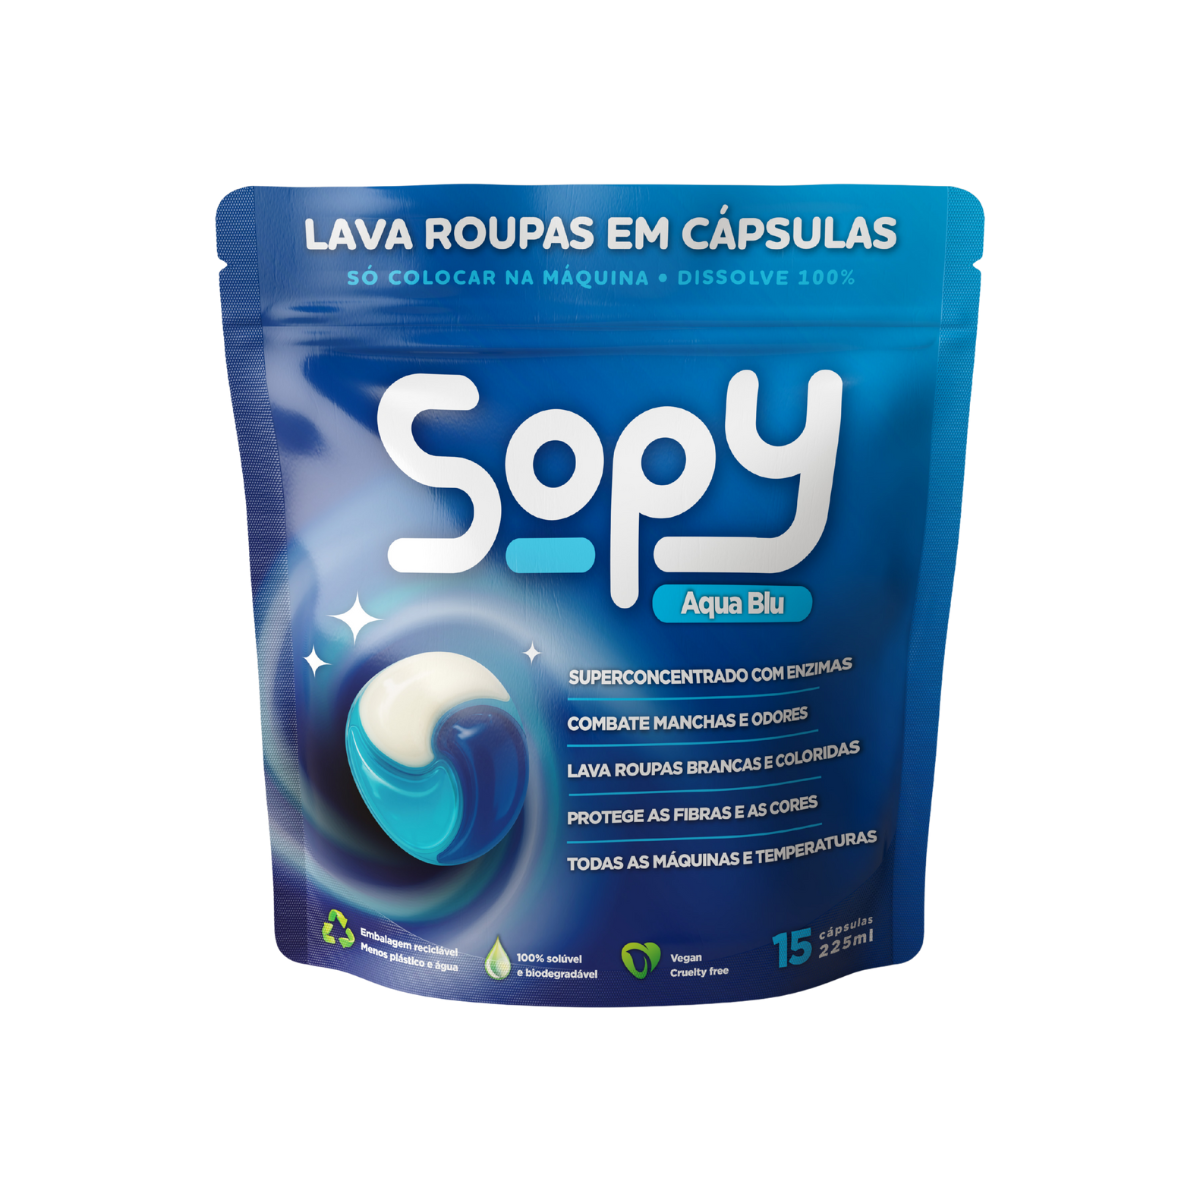 LAVA ROUPAS EM CÁPSULAS
SÓ COLOCAR NA MÁQUINA • DISSOLVE 100%
Sopy
Aqua Blu
SUPERCONCENTRADO COM ENZIMAS
COMBATE MANCHAS E ODORES
LAVA ROUPAS BRANCAS E COLORIDAS
PROTEGE AS FIBRAS E AS CORES
TODAS AS MÁQUINAS E TEMPERATURAS
Embalagem reciclável
Menos plástico e água
100% solúvel
e biodegradável
Vegan
Cruelty free
15 cápsulas
225ml